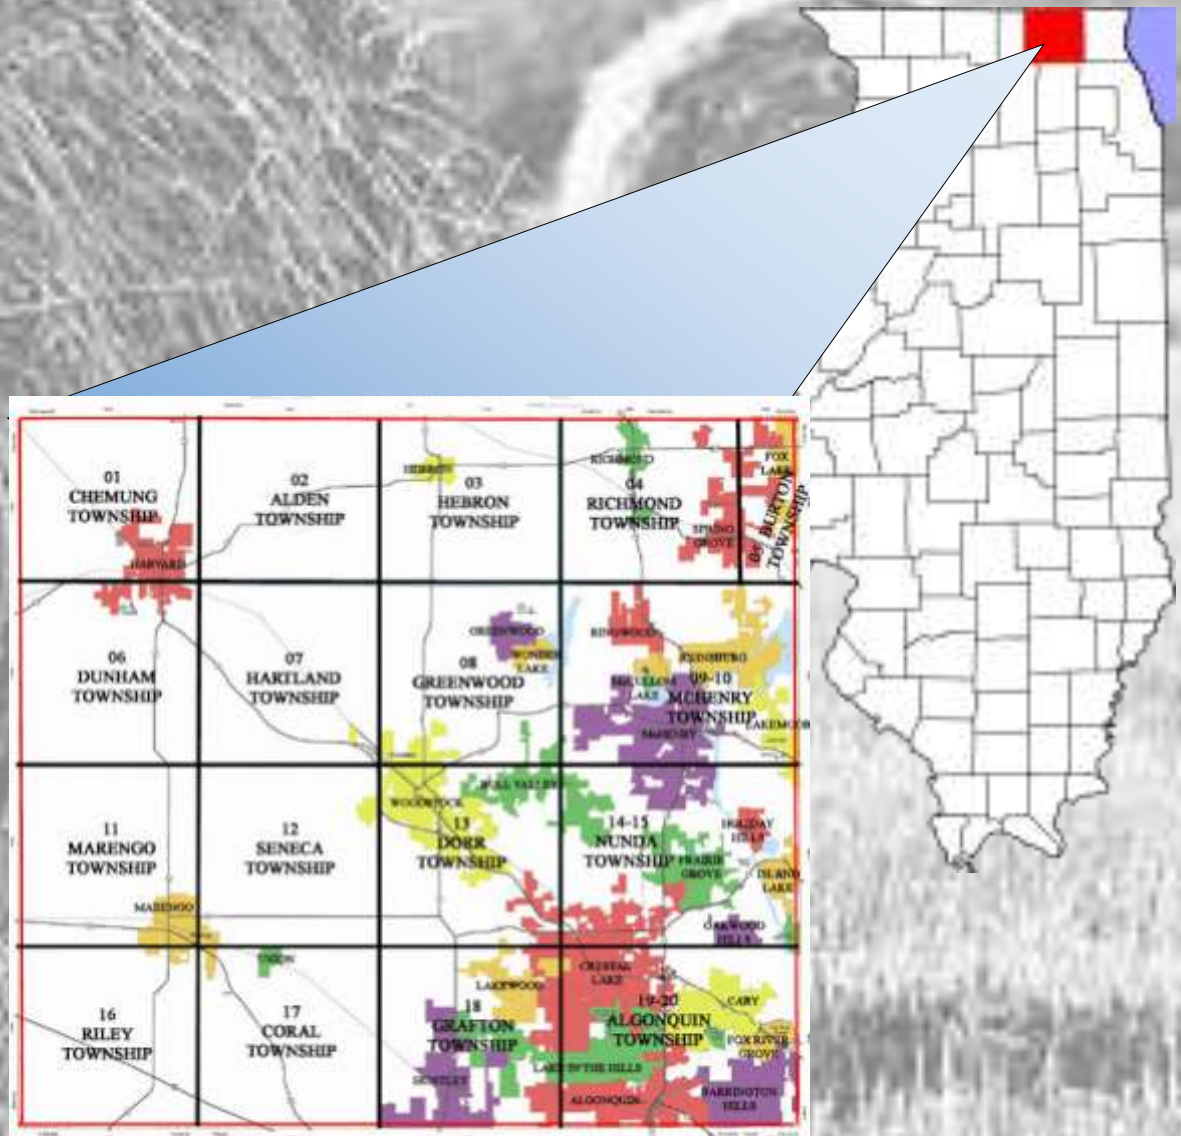 01
CHEMUNG
TOWNSHIP
HARVARD
02
ALDEN
TOWNSHIP
HEBRON
03
HEBRON
TOWNSHIP
RICHMOND
04
RICHMOND
TOWNSHIP
SPRING
GROVE
FOX
LAKE
05 BURTON
TOWNSHIP
06
DUNHAM
TOWNSHIP
07
HARTLAND
TOWNSHIP
GREENWOOD
WONDER
LAKE
08
GREENWOOD
TOWNSHIP
RINGWOOD
JOHNSBURG
MCCULLOM
LAKE
09-10
MCHENRY
TOWNSHIP
MCHENRY
LAKEMOOR
11
MARENGO
TOWNSHIP
MARENGO
12
SENECA
TOWNSHIP
BULL VALLEY
WOODSTOCK
13
DORR
TOWNSHIP
14-15
NUNDA
TOWNSHIP
PRAIRIE
GROVE
HOLIDAY
HILLS
ISLAND
LAKE
OAKWOOD
HILLS
16
RILEY
TOWNSHIP
UNION
17
CORAL
TOWNSHIP
LAKEWOOD
18
GRAFTON
TOWNSHIP
HUNTLEY
CRYSTAL
LAKE
19-20
ALGONQUIN
TOWNSHIP
CARY
FOX RIVER
GROVE
LAKE IN THE HILLS
ALGONQUIN
BARRINGTON
HILLS